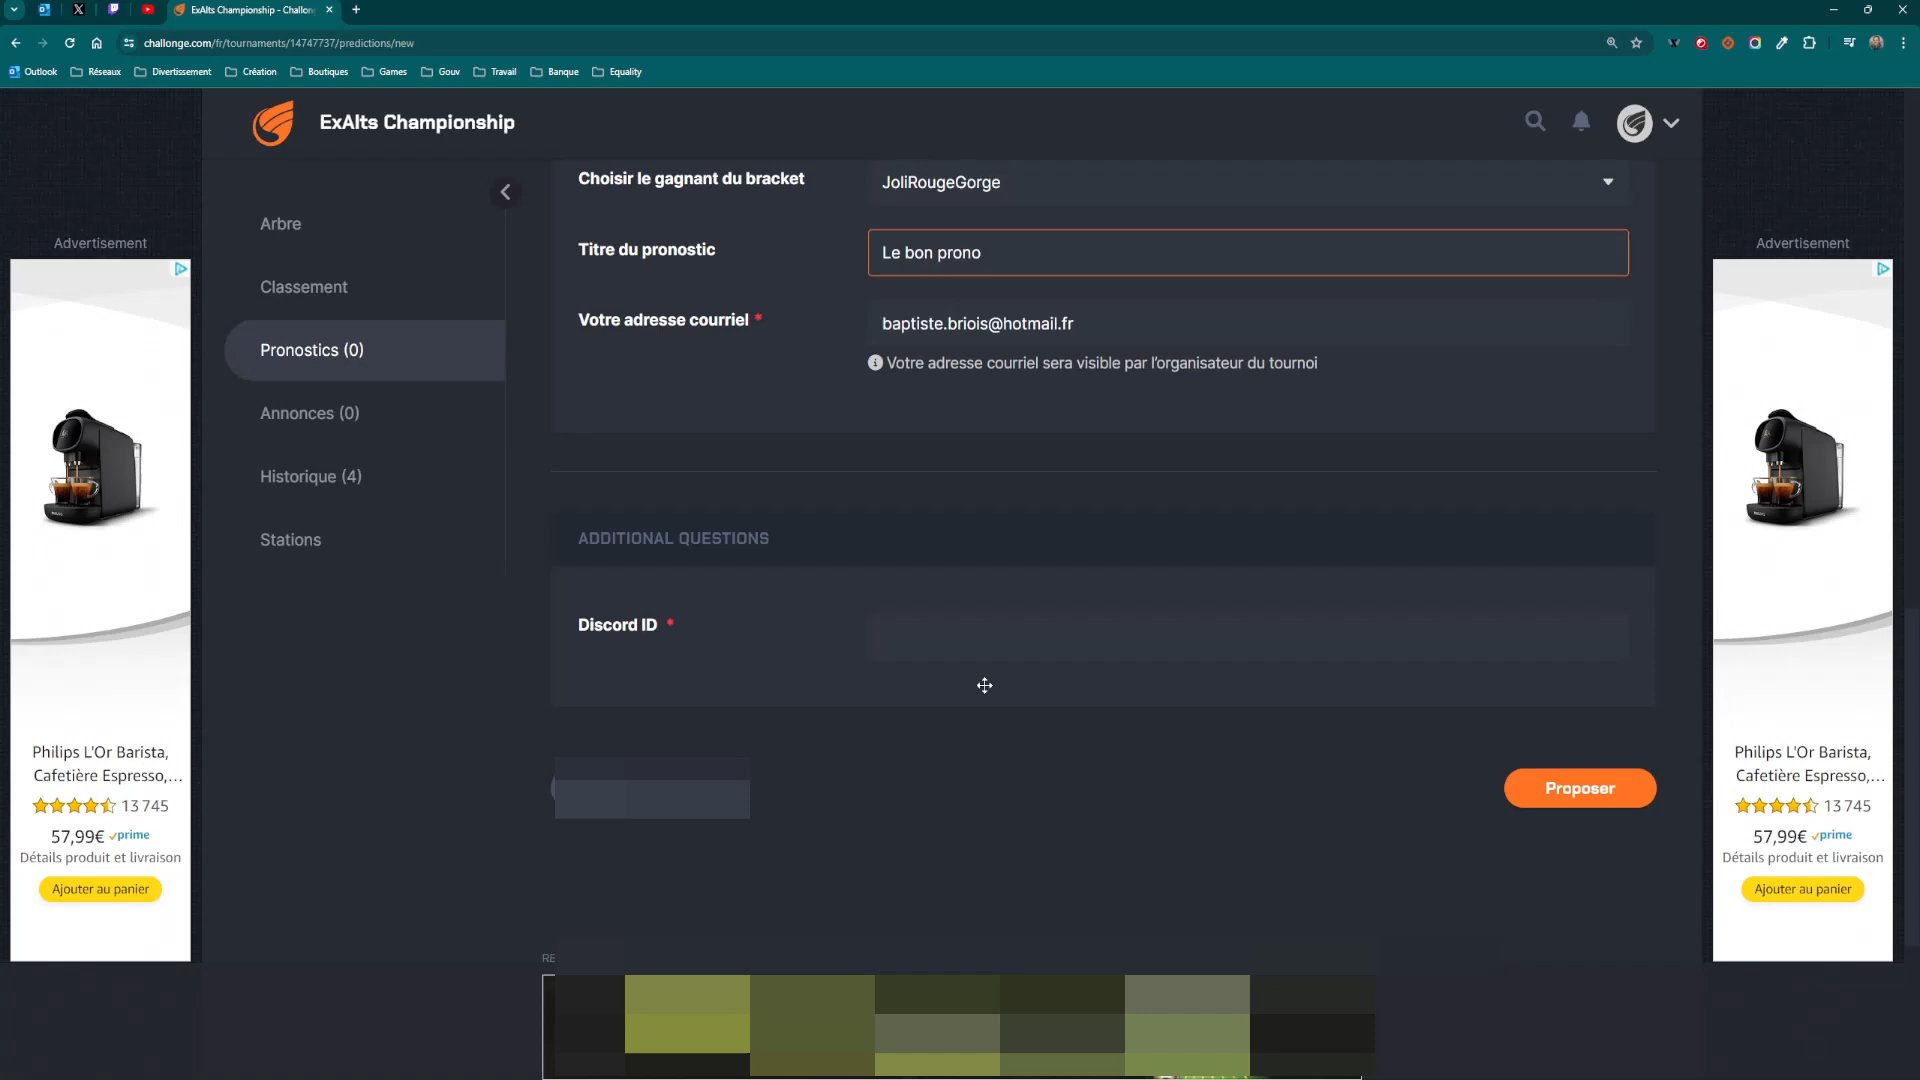 ExAlts Championship - Challon
challonge.com/fr/tournaments/14747737/predictions/new
Outlook
Réseaux
Divertissement
Création
Boutiques
Games
Gouv
Travail
Banque
Equality
ExAlts Championship
Arbre
Classement
Pronostics (0)
Annonces (0)
Historique (4)
Stations
Choisir le gagnant du bracket
JoliRougeGorge
Titre du pronostic
Le bon prono
Votre adresse courriel *
baptiste.briois@hotmail.fr
Votre adresse courriel sera visible par l'organisateur du tournoi
ADDITIONAL QUESTIONS
Discord ID *
Proposer
RE
Advertisement
Philips L'Or Barista,
Cafetière Espresso,...
13 745
57,99€ prime
Détails produit et livraison
Ajouter au panier
Advertisement
Philips L'Or Barista,
Cafetière Espresso,...
13 745
57,99€ prime
Détails produit et livraison
Ajouter au panier